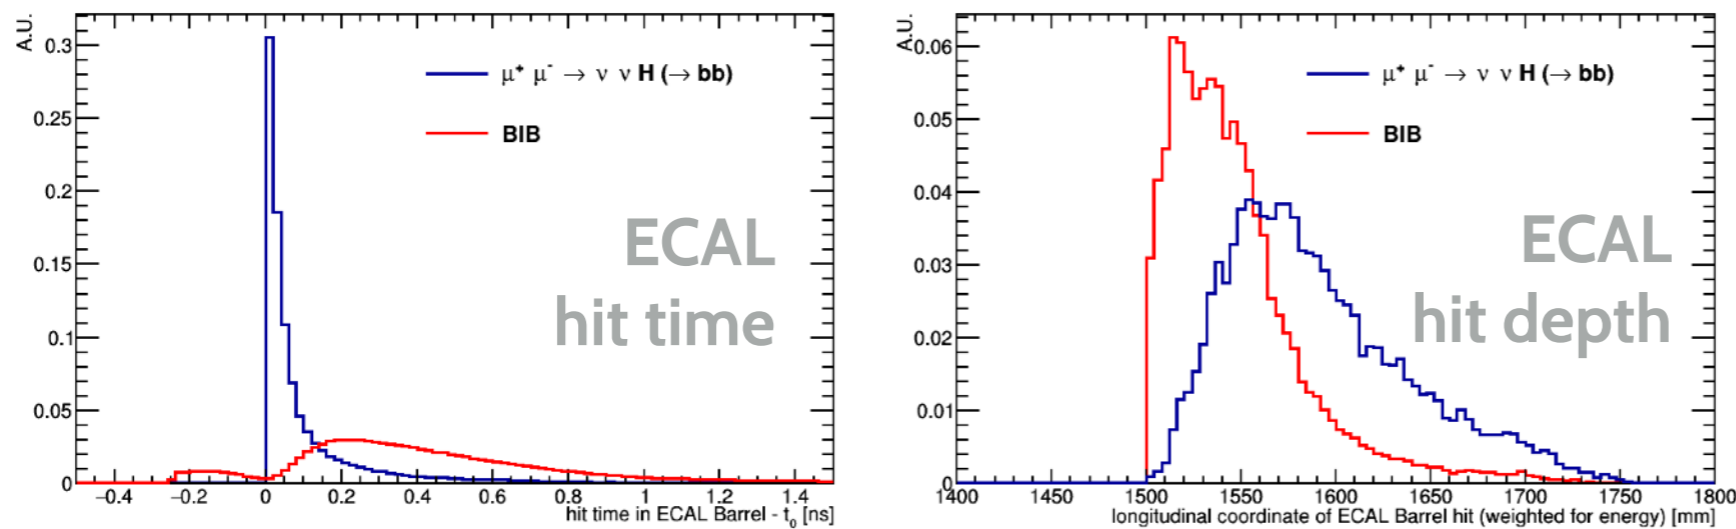 A.U.
0.3
0.25
0.2
0.15
0.1
0.05
0
−0.4 −0.2 0 0.2 0.4 0.6 0.8 1 1.2 1.4
hit time in ECAL Barrel - t0 [ns]
μ+ μ- → ν ν H (→ bb)
BIB
ECAL
hit time
A.U.
0.06
0.05
0.04
0.03
0.02
0.01
0
1400 1450 1500 1550 1600 1650 1700 1750 1800
longitudinal coordinate of ECAL Barrel hit (weighted for energy) [mm]
μ+ μ- → ν ν H (→ bb)
BIB
ECAL
hit depth